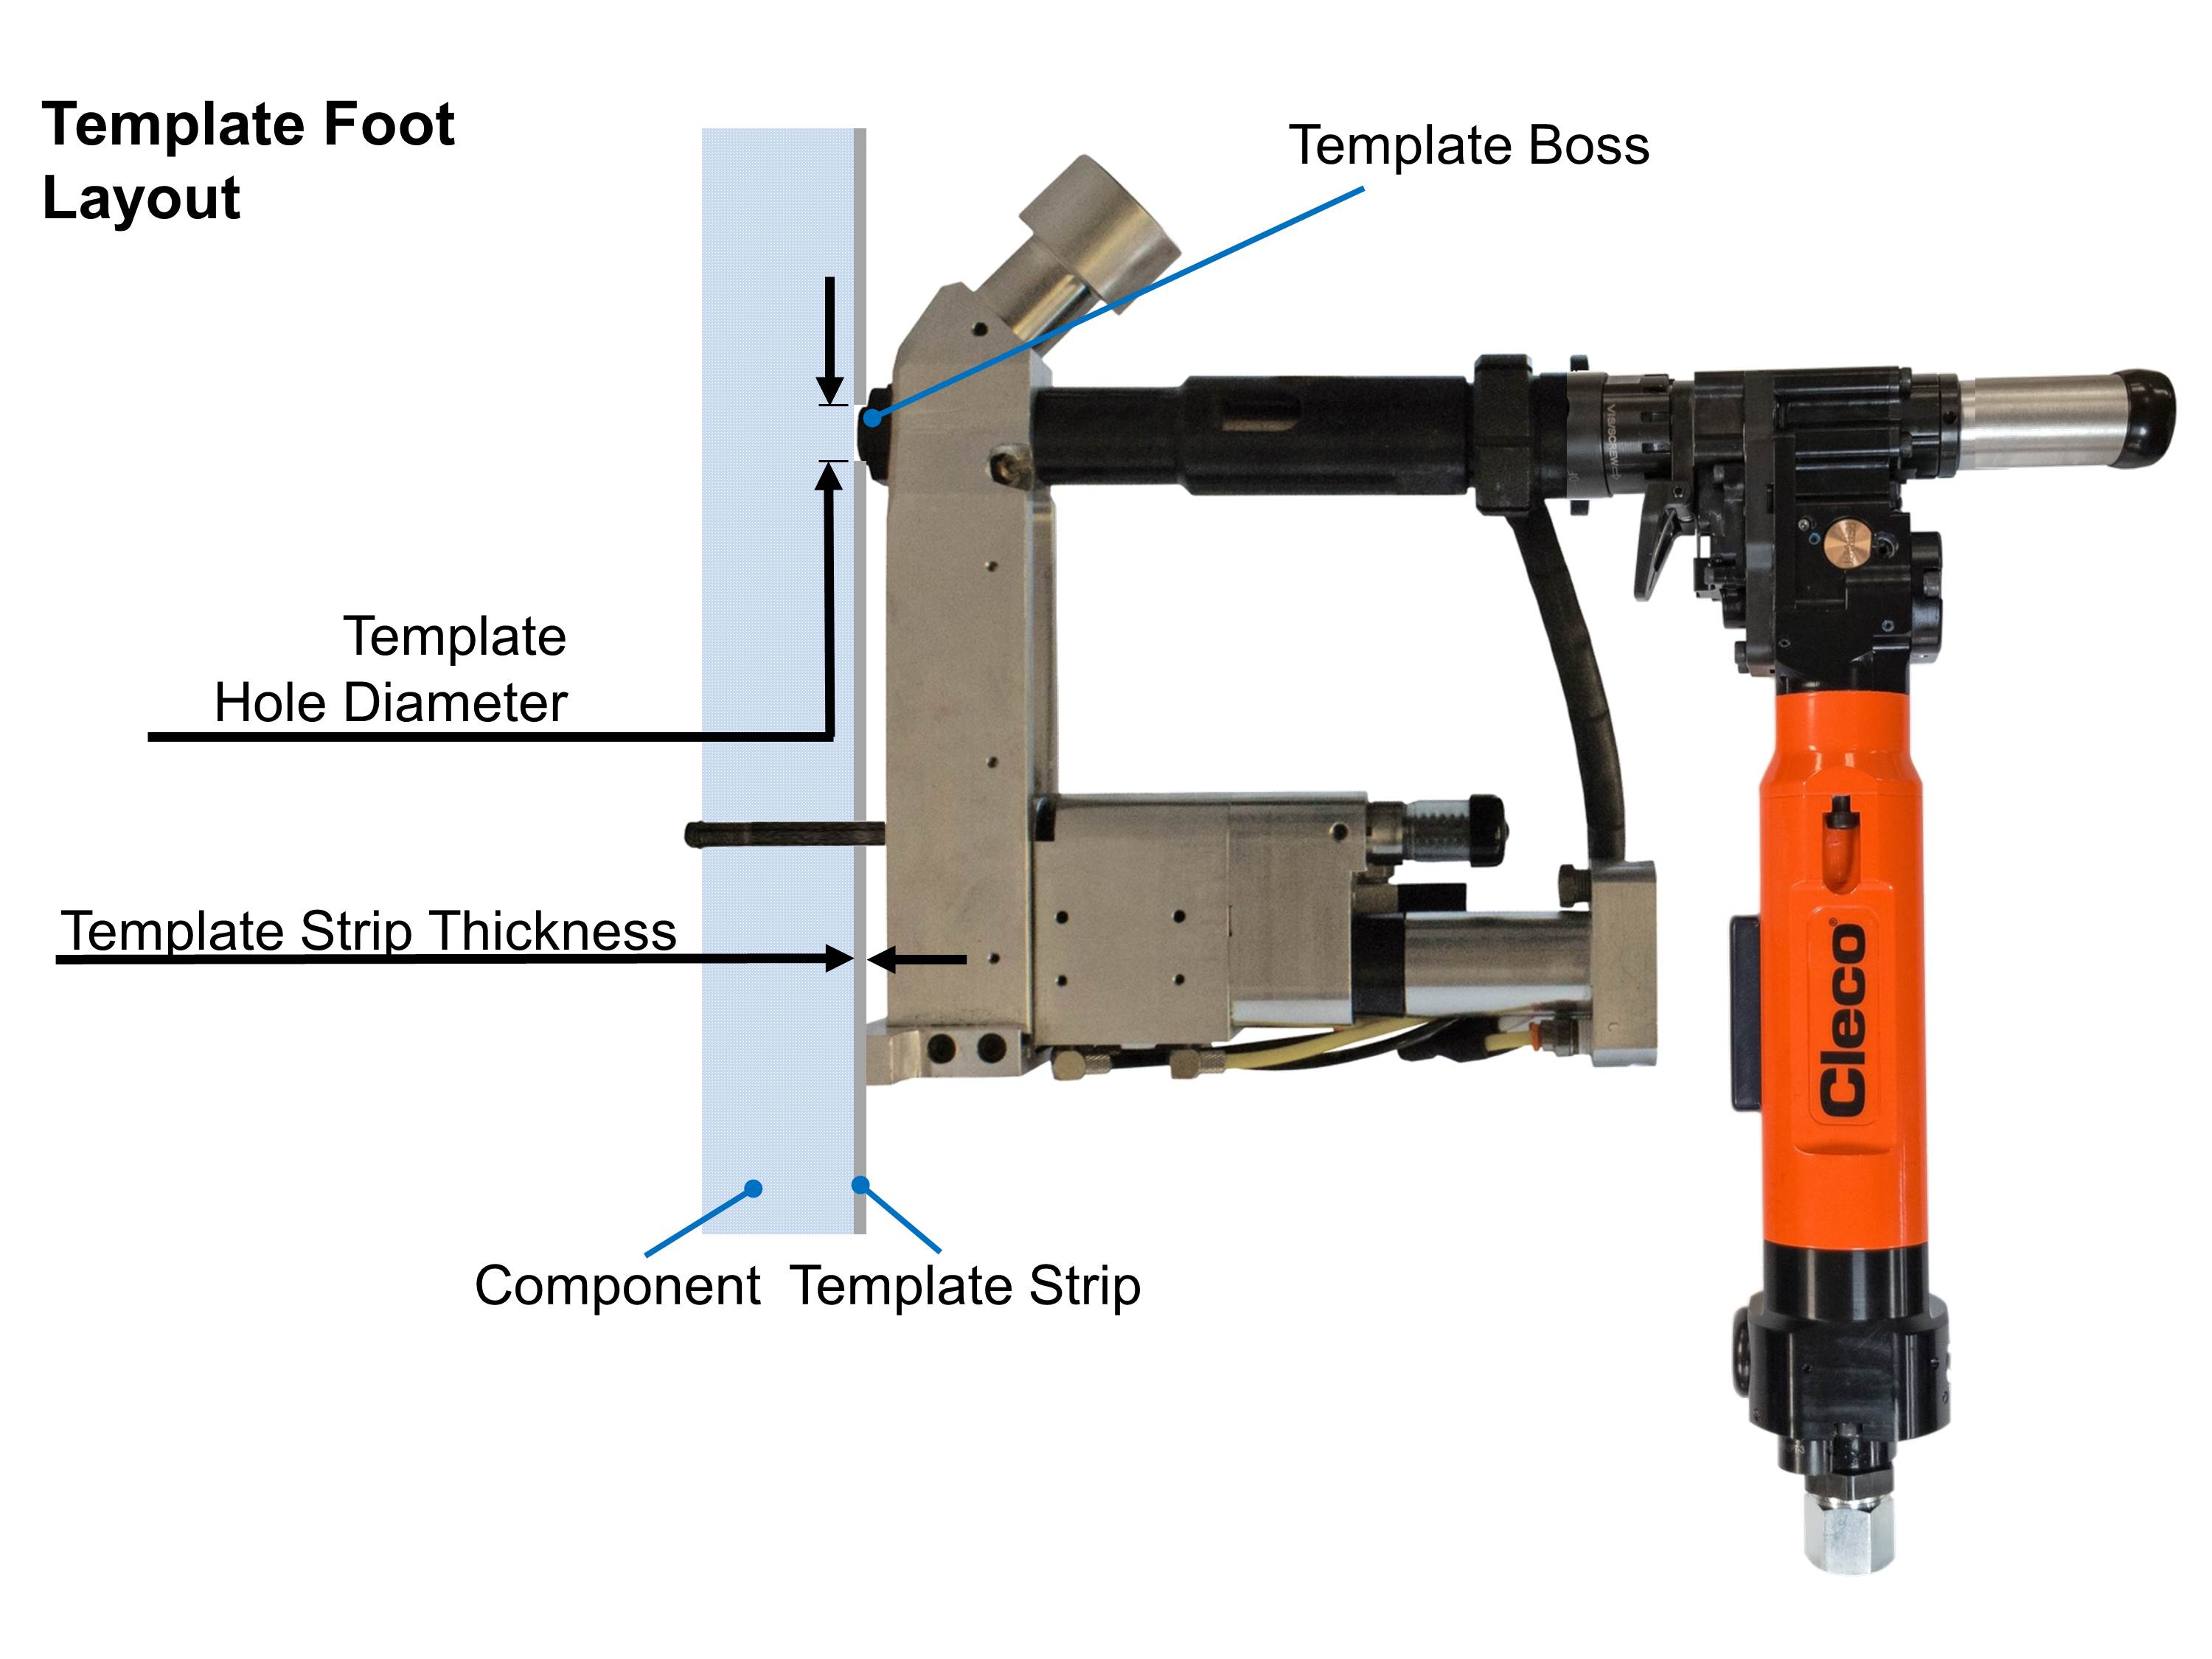 Template Foot
Layout
Template Boss
Template
Hole Diameter
Template Strip Thickness
Component
Template Strip
Cleco®